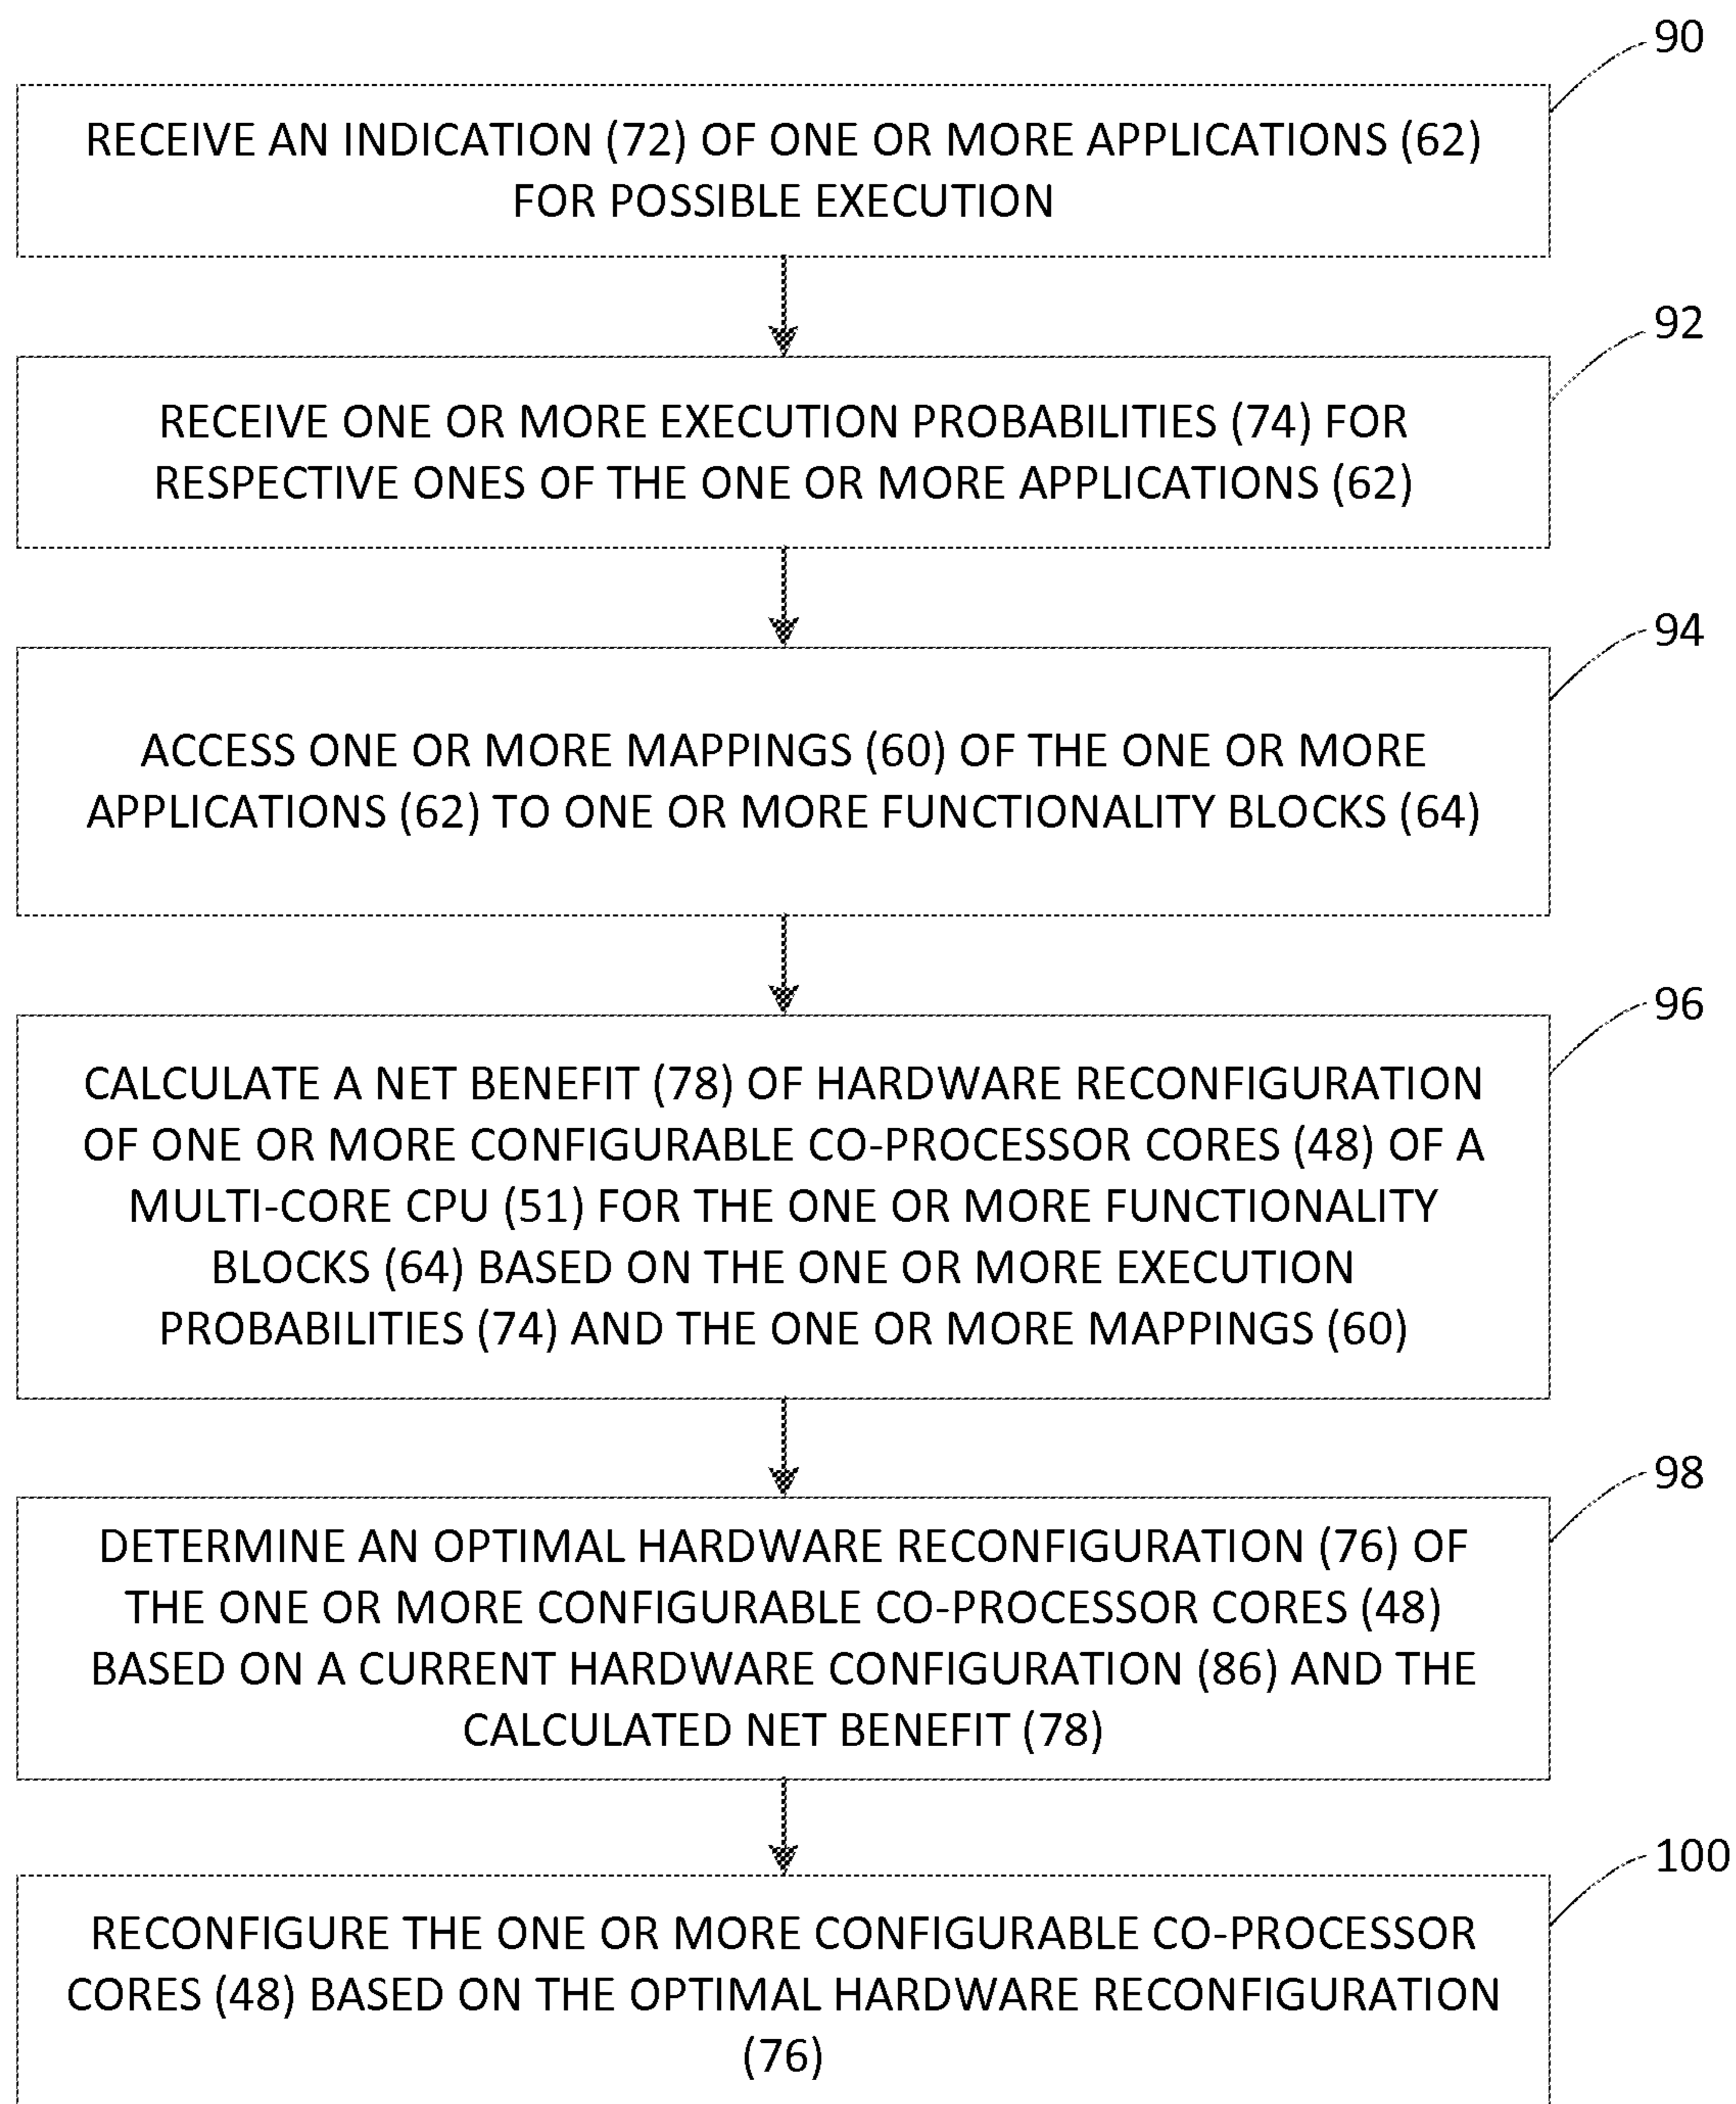 90
RECEIVE AN INDICATION (72) OF ONE OR MORE APPLICATIONS (62)
FOR POSSIBLE EXECUTION
92
RECEIVE ONE OR MORE EXECUTION PROBABILITIES (74) FOR
RESPECTIVE ONES OF THE ONE OR MORE APPLICATIONS (62)
94
ACCESS ONE OR MORE MAPPINGS (60) OF THE ONE OR MORE
APPLICATIONS (62) TO ONE OR MORE FUNCTIONALITY BLOCKS (64)
96
CALCULATE A NET BENEFIT (78) OF HARDWARE RECONFIGURATION
OF ONE OR MORE CONFIGURABLE CO-PROCESSOR CORES (48) OF A
MULTI-CORE CPU (51) FOR THE ONE OR MORE FUNCTIONALITY
BLOCKS (64) BASED ON THE ONE OR MORE EXECUTION
PROBABILITIES (74) AND THE ONE OR MORE MAPPINGS (60)
98
DETERMINE AN OPTIMAL HARDWARE RECONFIGURATION (76) OF
THE ONE OR MORE CONFIGURABLE CO-PROCESSOR CORES (48)
BASED ON A CURRENT HARDWARE CONFIGURATION (86) AND THE
CALCULATED NET BENEFIT (78)
100
RECONFIGURE THE ONE OR MORE CONFIGURABLE CO-PROCESSOR
CORES (48) BASED ON THE OPTIMAL HARDWARE RECONFIGURATION
(76)